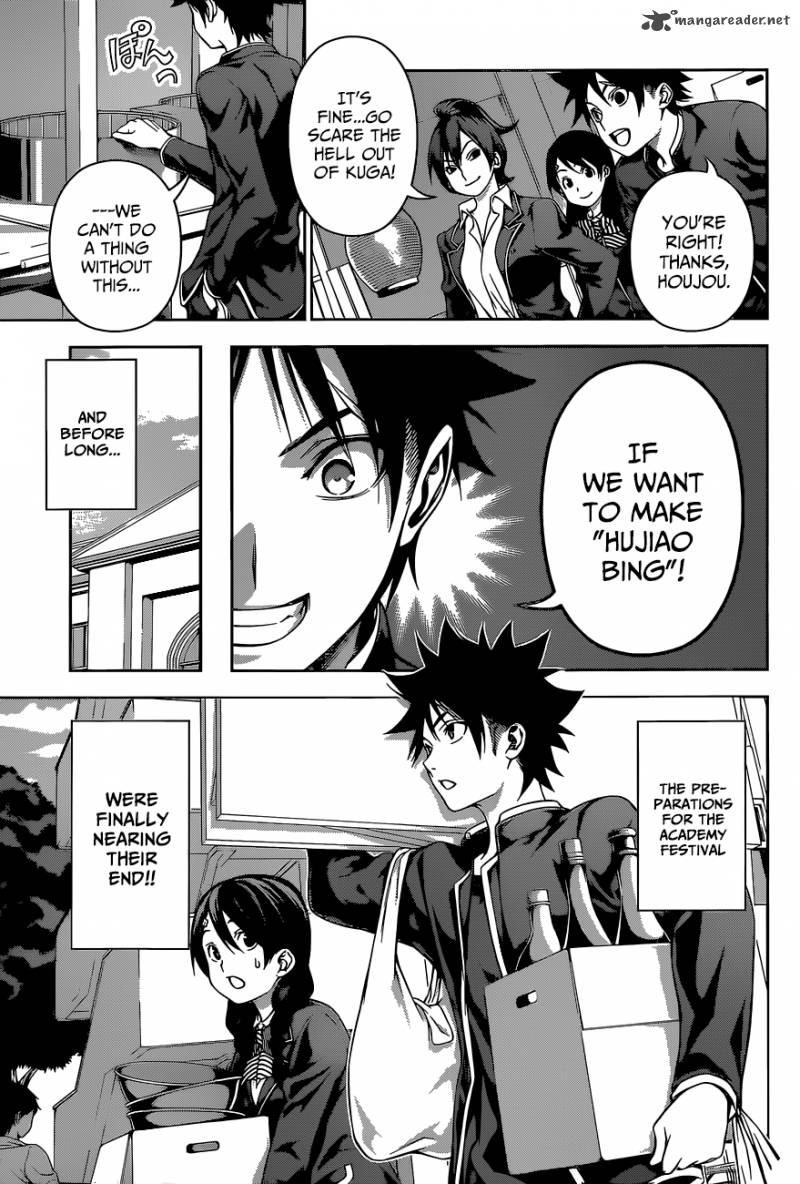 mangareader.net
YOU'RE
RIGHT!
THANKS,
HOUJOU.
IT'S
FINE...GO
SCARE THE
HELL OUT
OF KUGA!
ぽんっ
---WE
CAN'T DO
A THING
WITHOUT
THIS...
IF
WE WANT
TO MAKE
"HUJIAO
BING"!
AND
BEFORE
LONG...
THE PRE-
PARATIONS
FOR THE
ACADEMY
FESTIVAL
WERE
FINALLY
NEARING
THEIR
END!!